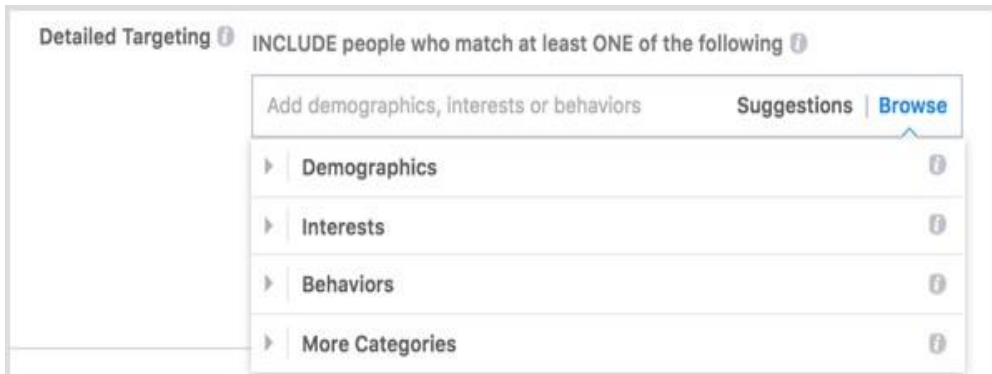 Detailed Targeting
INCLUDE people who match at least ONE of the following
Add demographics, interests or behaviors Suggestions | Browse
Demographics
Interests
Behaviors
More Categories